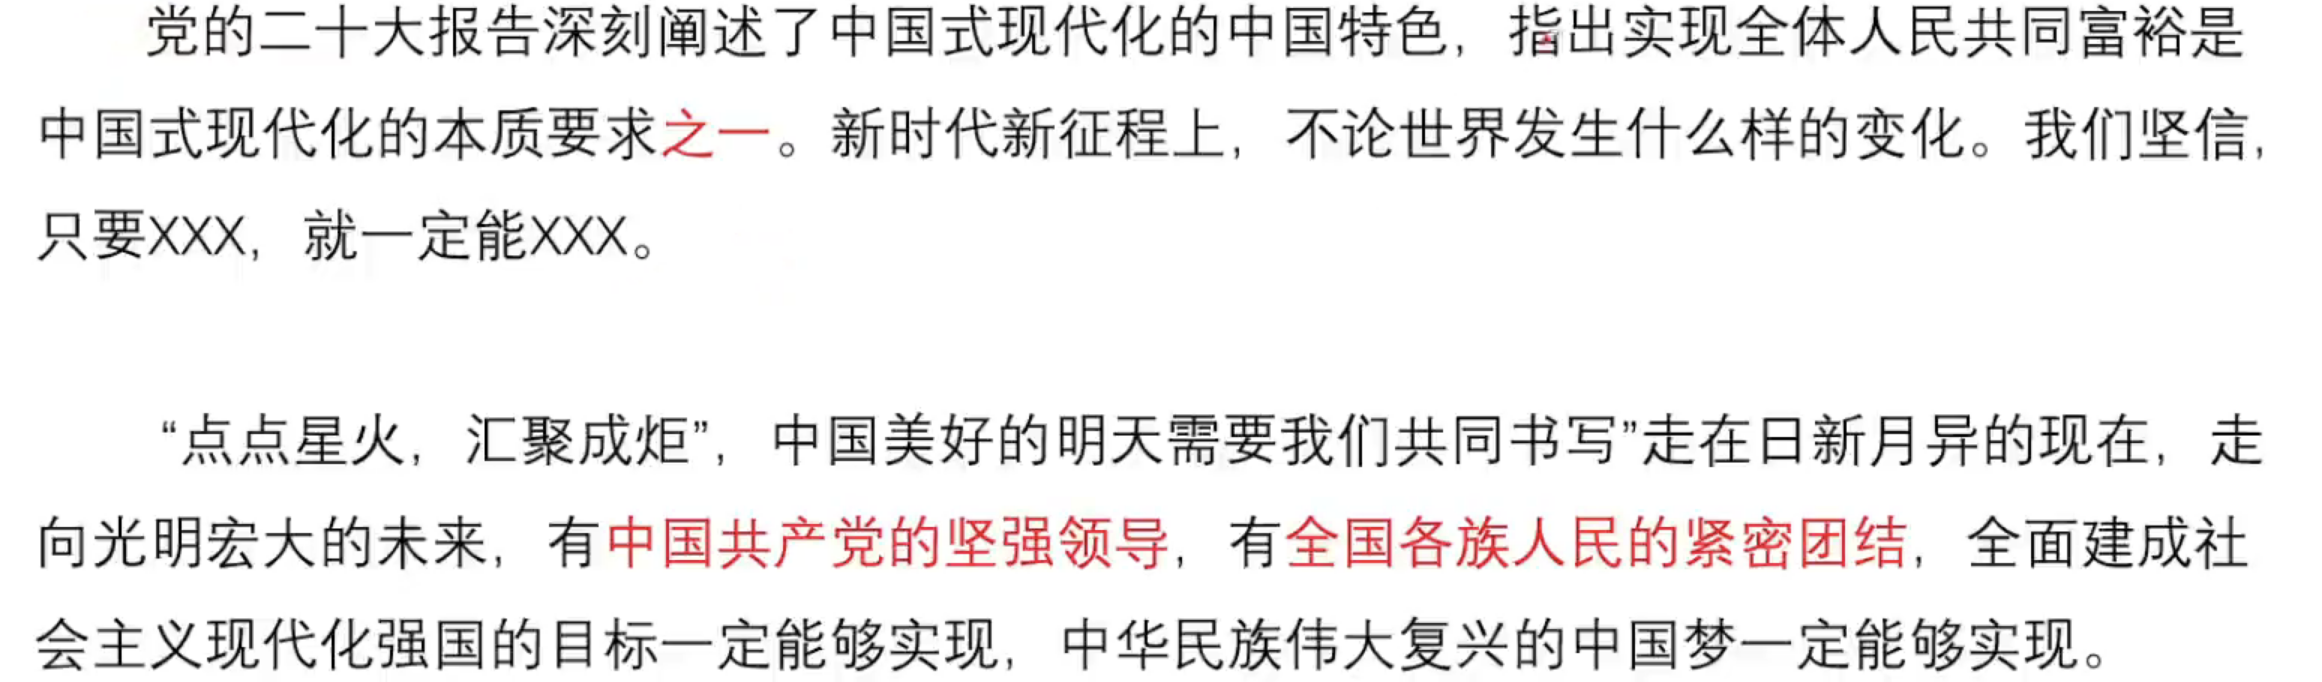 党的二十大报告深刻阐述了中国式现代化的中国特色，指出实现全体人民共同富裕是
中国式现代化的本质要求之一。新时代新征程上，不论世界发生什么样的变化。我们坚信，
只要XXX，就一定能XXX。
“点点星火，汇聚成炬”，中国美好的明天需要我们共同书写”走在日新月异的现在，走
向光明宏大的未来，有中国共产党的坚强领导，有全国各族人民的紧密团结，全面建成社
会主义现代化强国的目标一定能够实现，中华民族伟大复兴的中国梦一定能够实现。